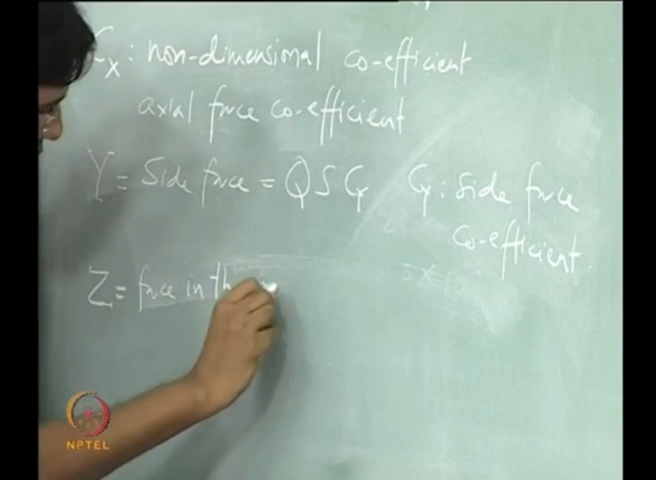 Cx: non-dimensional co-efficient
axial force co-efficient
Y = Side force = QSCy Cy: Side force
co-efficient.
Z = force in th
NPTEL